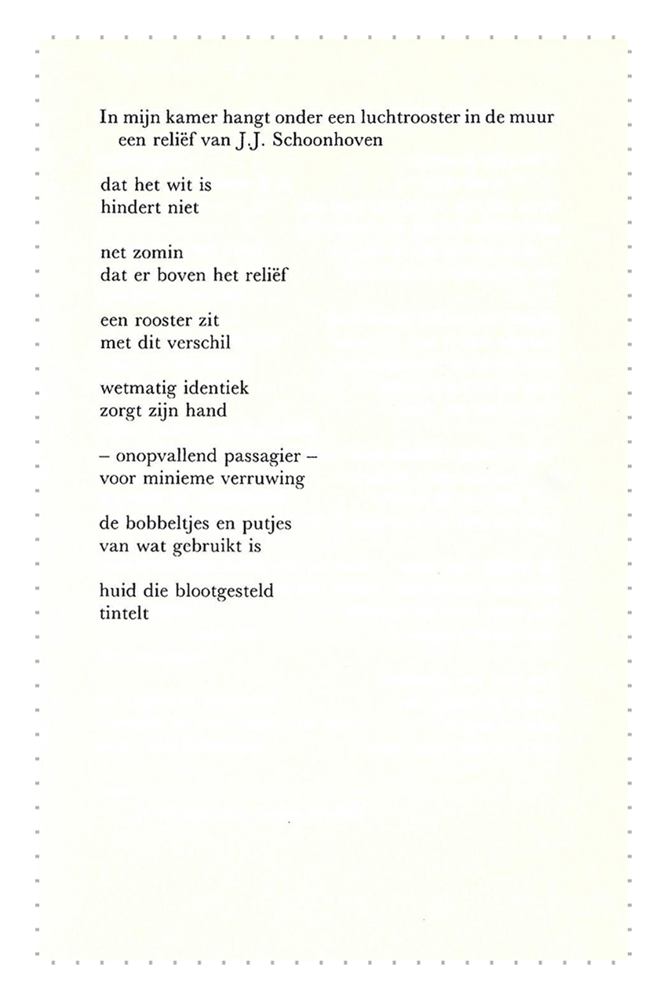 In mijn kamer hangt onder een luchtrooster in de muur
een reliëf van J.J. Schoonhoven
dat het wit is
hindert niet
net zomin
dat er boven het reliëf
een rooster zit
met dit verschil
wetmatig identiek
zorgt zijn hand
– onopvallend passagier –
voor minieme verruwing
de bobbeltjes en putjes
van wat gebruikt is
huid die blootgesteld
tintelt